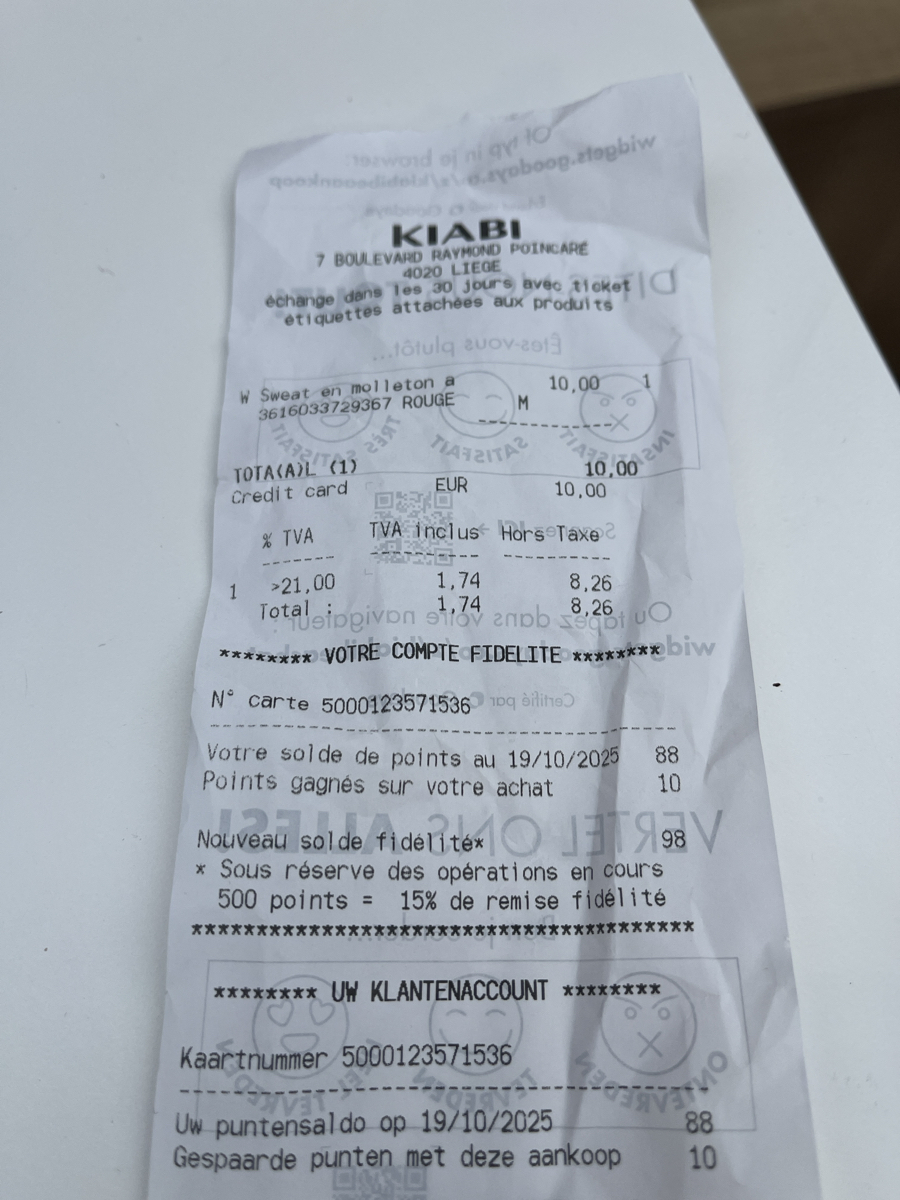 KIABI
7 BOULEVARD RAYMOND POINCARÉ
4020 LIEGE
échange dans les 30 jours avec ticket
étiquettes attachées aux produits
W Sweat en molleton a 10,00 1
3616033729367 ROUGE M
TOTA(A)L (1) 10,00
Credit card EUR 10,00
% TVA TVA inclus Hors Taxe
1 >21,00 1,74 8,26
Total : 1,74 8,26
******** VOTRE COMPTE FIDELITE ********
N° carte 5000123571536
Votre solde de points au 19/10/2025 88
Points gagnés sur votre achat 10
Nouveau solde fidélité* 98
* Sous réserve des opérations en cours
500 points = 15% de remise fidélité
******************************************
******** UW KLANTENACCOUNT ********
Kaartnummer 5000123571536
Uw puntensaldo op 19/10/2025 88
Gespaarde punten met deze aankoop 10